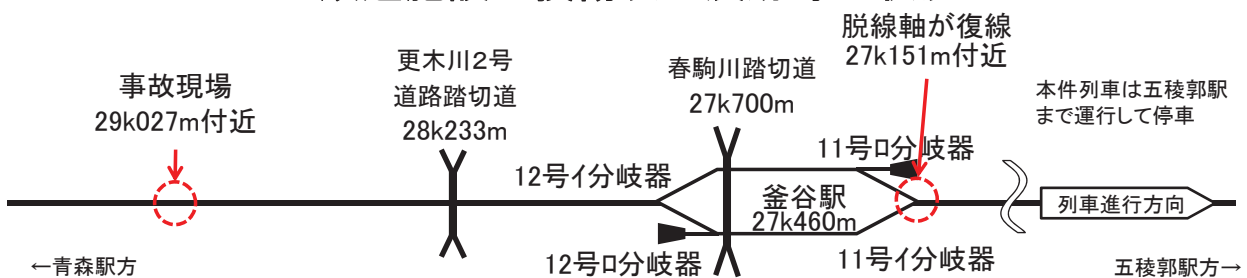 脱線軸が復線
27k151m付近
事故現場
29k027m付近
更木川2号
道路踏切道
28k233m
春駒川踏切道
27k700m
本件列車は五稜郭駅
まで運行して停車
11号ロ分岐器
12号イ分岐器
釜谷駅
27k460m
列車進行方向
12号ロ分岐器
11号イ分岐器
←青森駅方
五稜郭駅方→